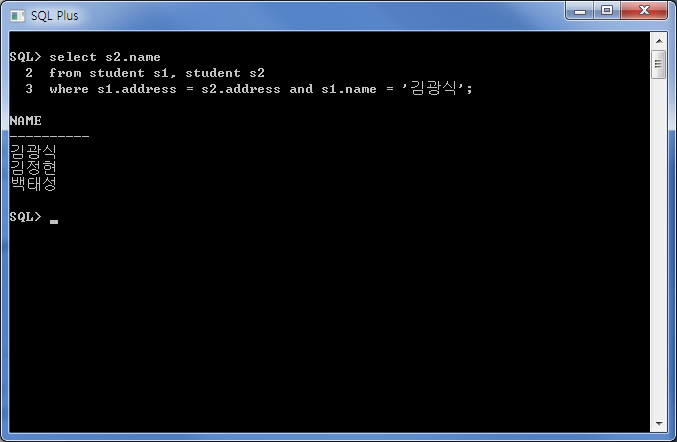 SQL Plus
SQL> select s2.name
2 from student s1, student s2
3 where s1.address = s2.address and s1.name = '김광식';
NAME
----------
김광식
김정현
백태성
SQL>